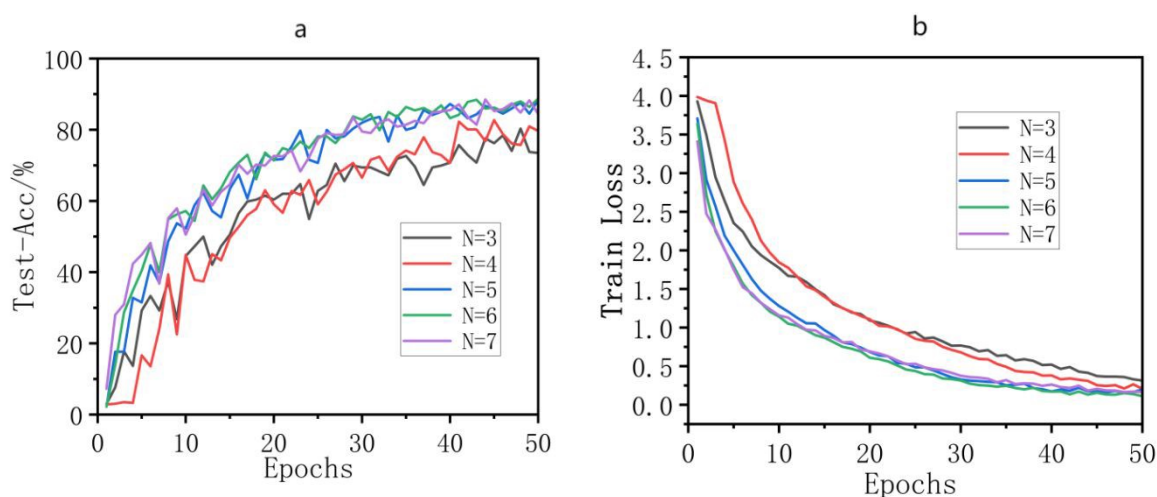 a
100
80
60
40
20
0
Test-Acc/%
N=3
N=4
N=5
N=6
N=7
0 10 20 30 40 50
Epochs
b
4.5
4.0
3.5
3.0
2.5
2.0
1.5
1.0
0.5
0.0
Train Loss
N=3
N=4
N=5
N=6
N=7
0 10 20 30 40 50
Epochs